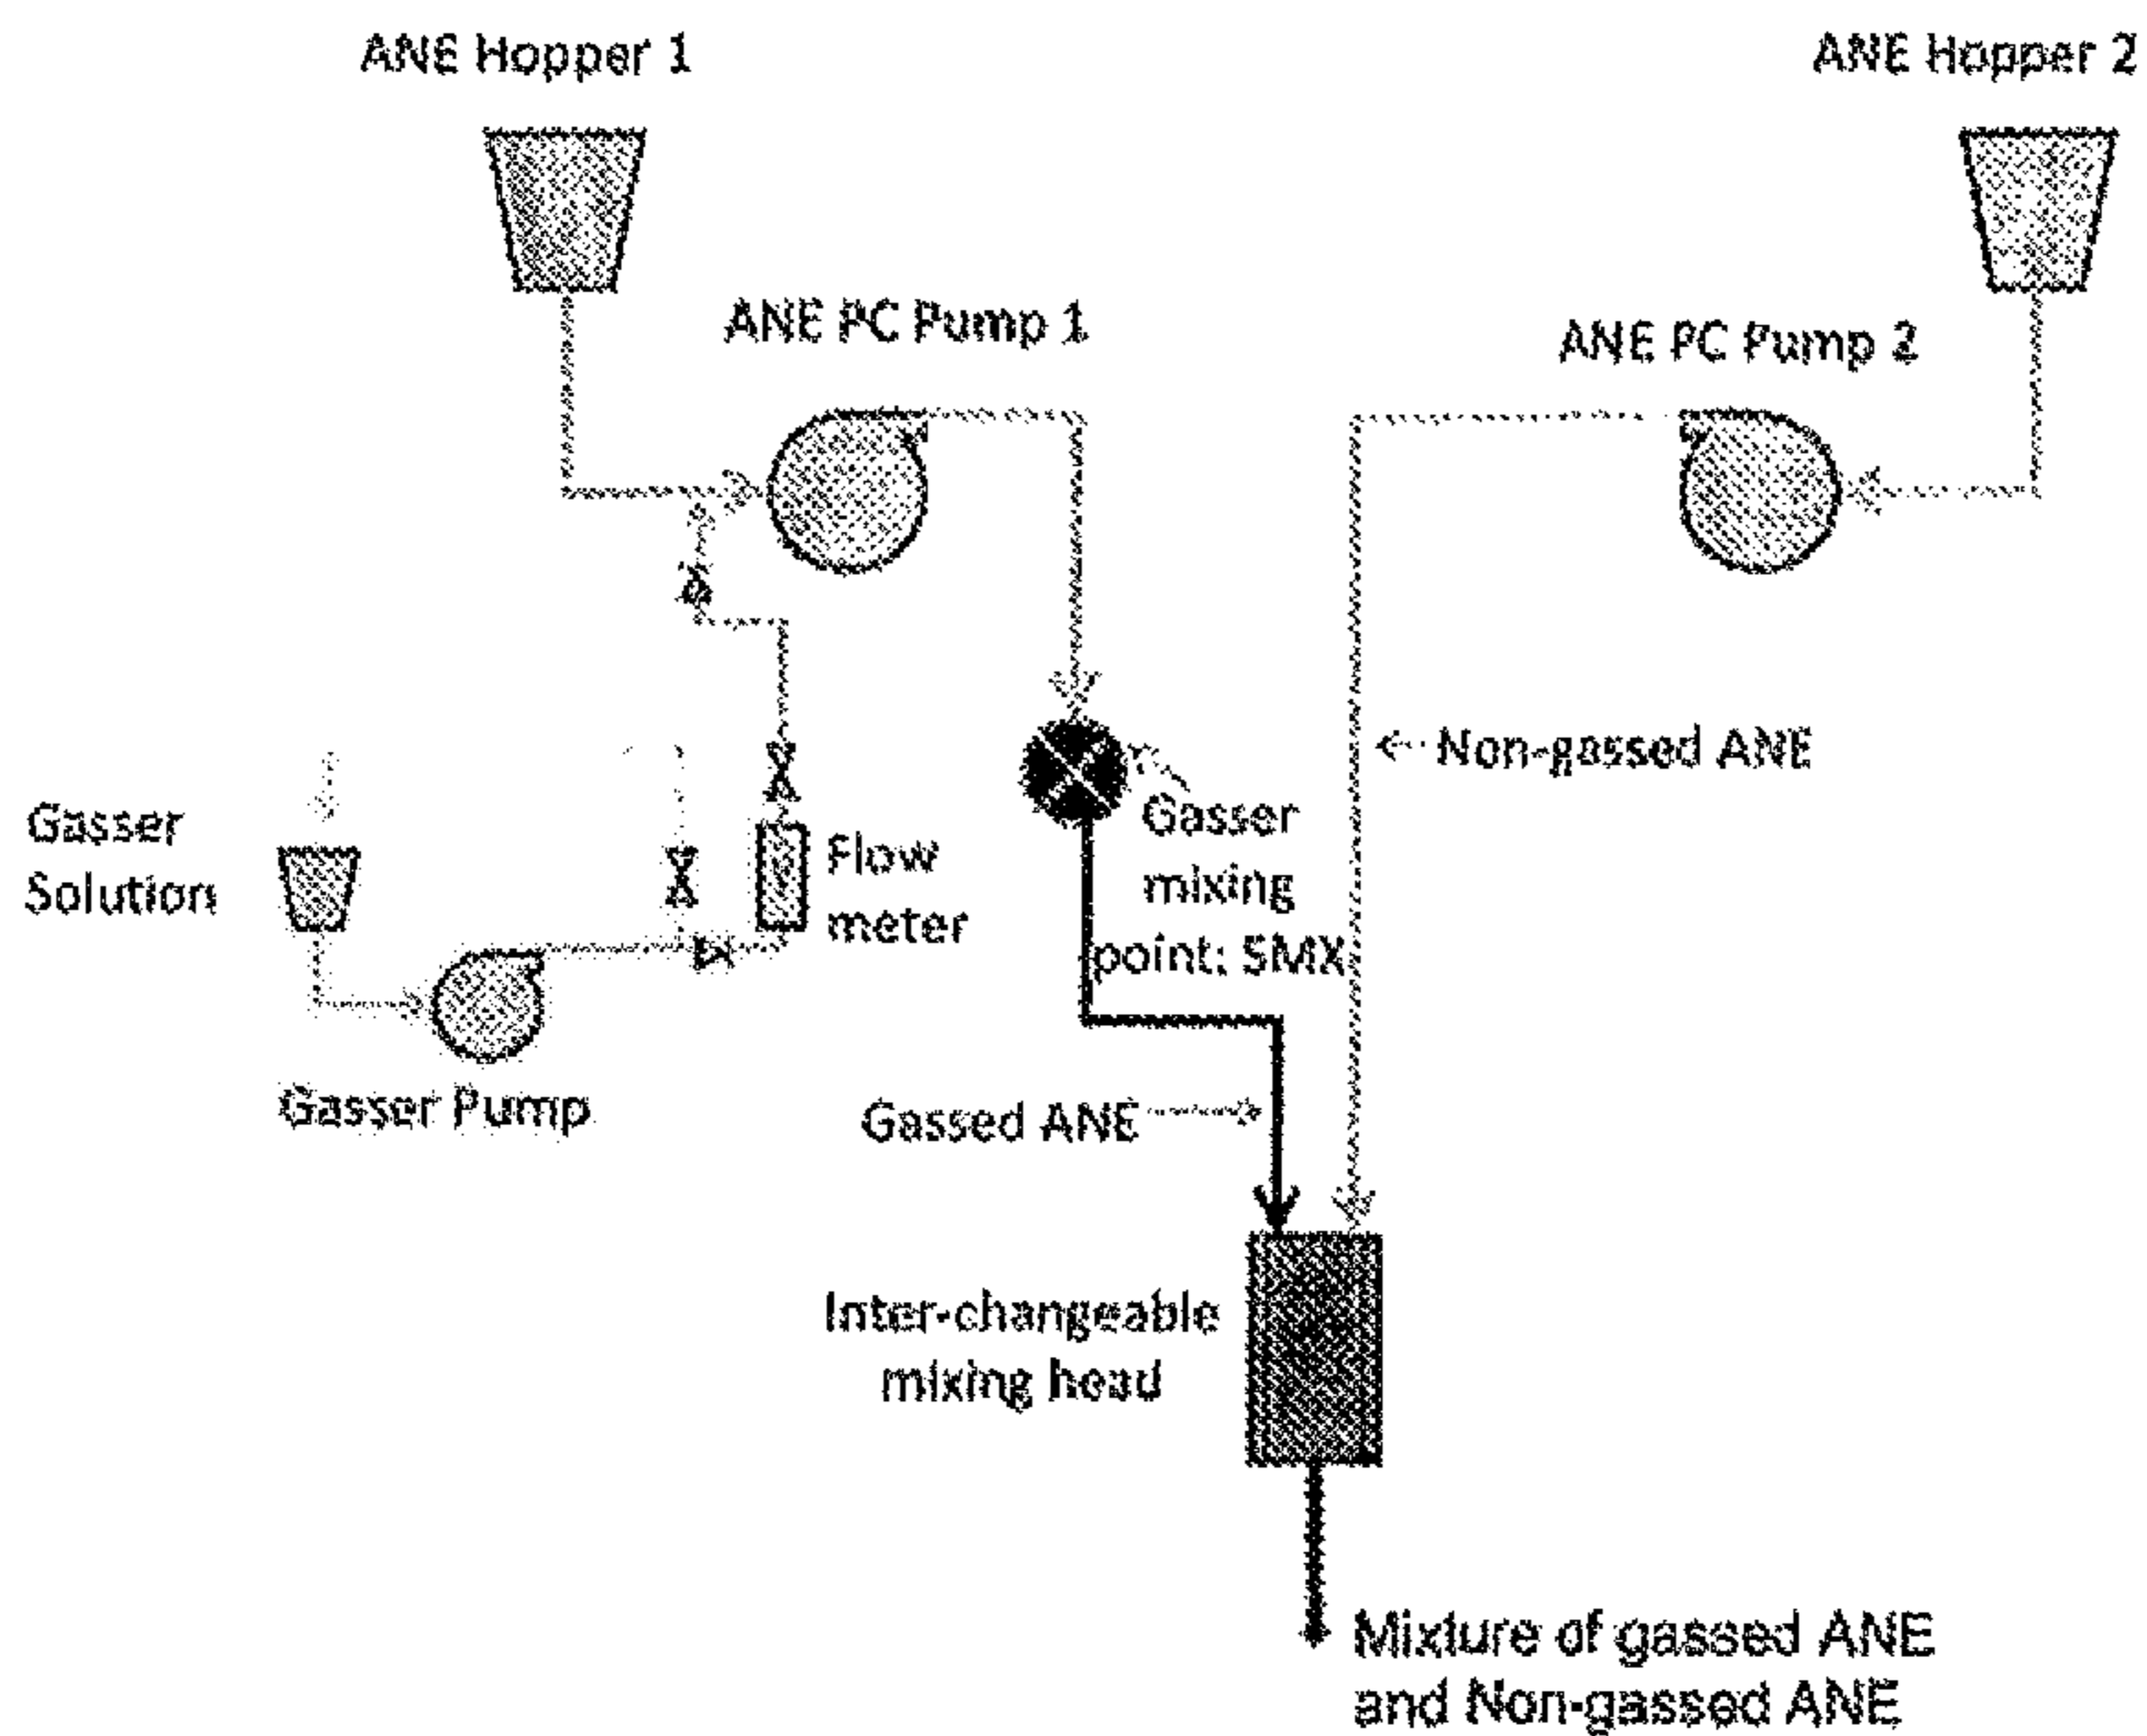 ANE Hopper 1
ANE Hopper 2
ANE PC Pump 1
ANE PC Pump 2
Non-gassed ANE
Gasser
Solution
Flow
meter
Gasser
mixing
point: SMX
Gasser Pump
Gassed ANE
Inter-changeable
mixing head
Mixture of gassed ANE
and Non-gassed ANE